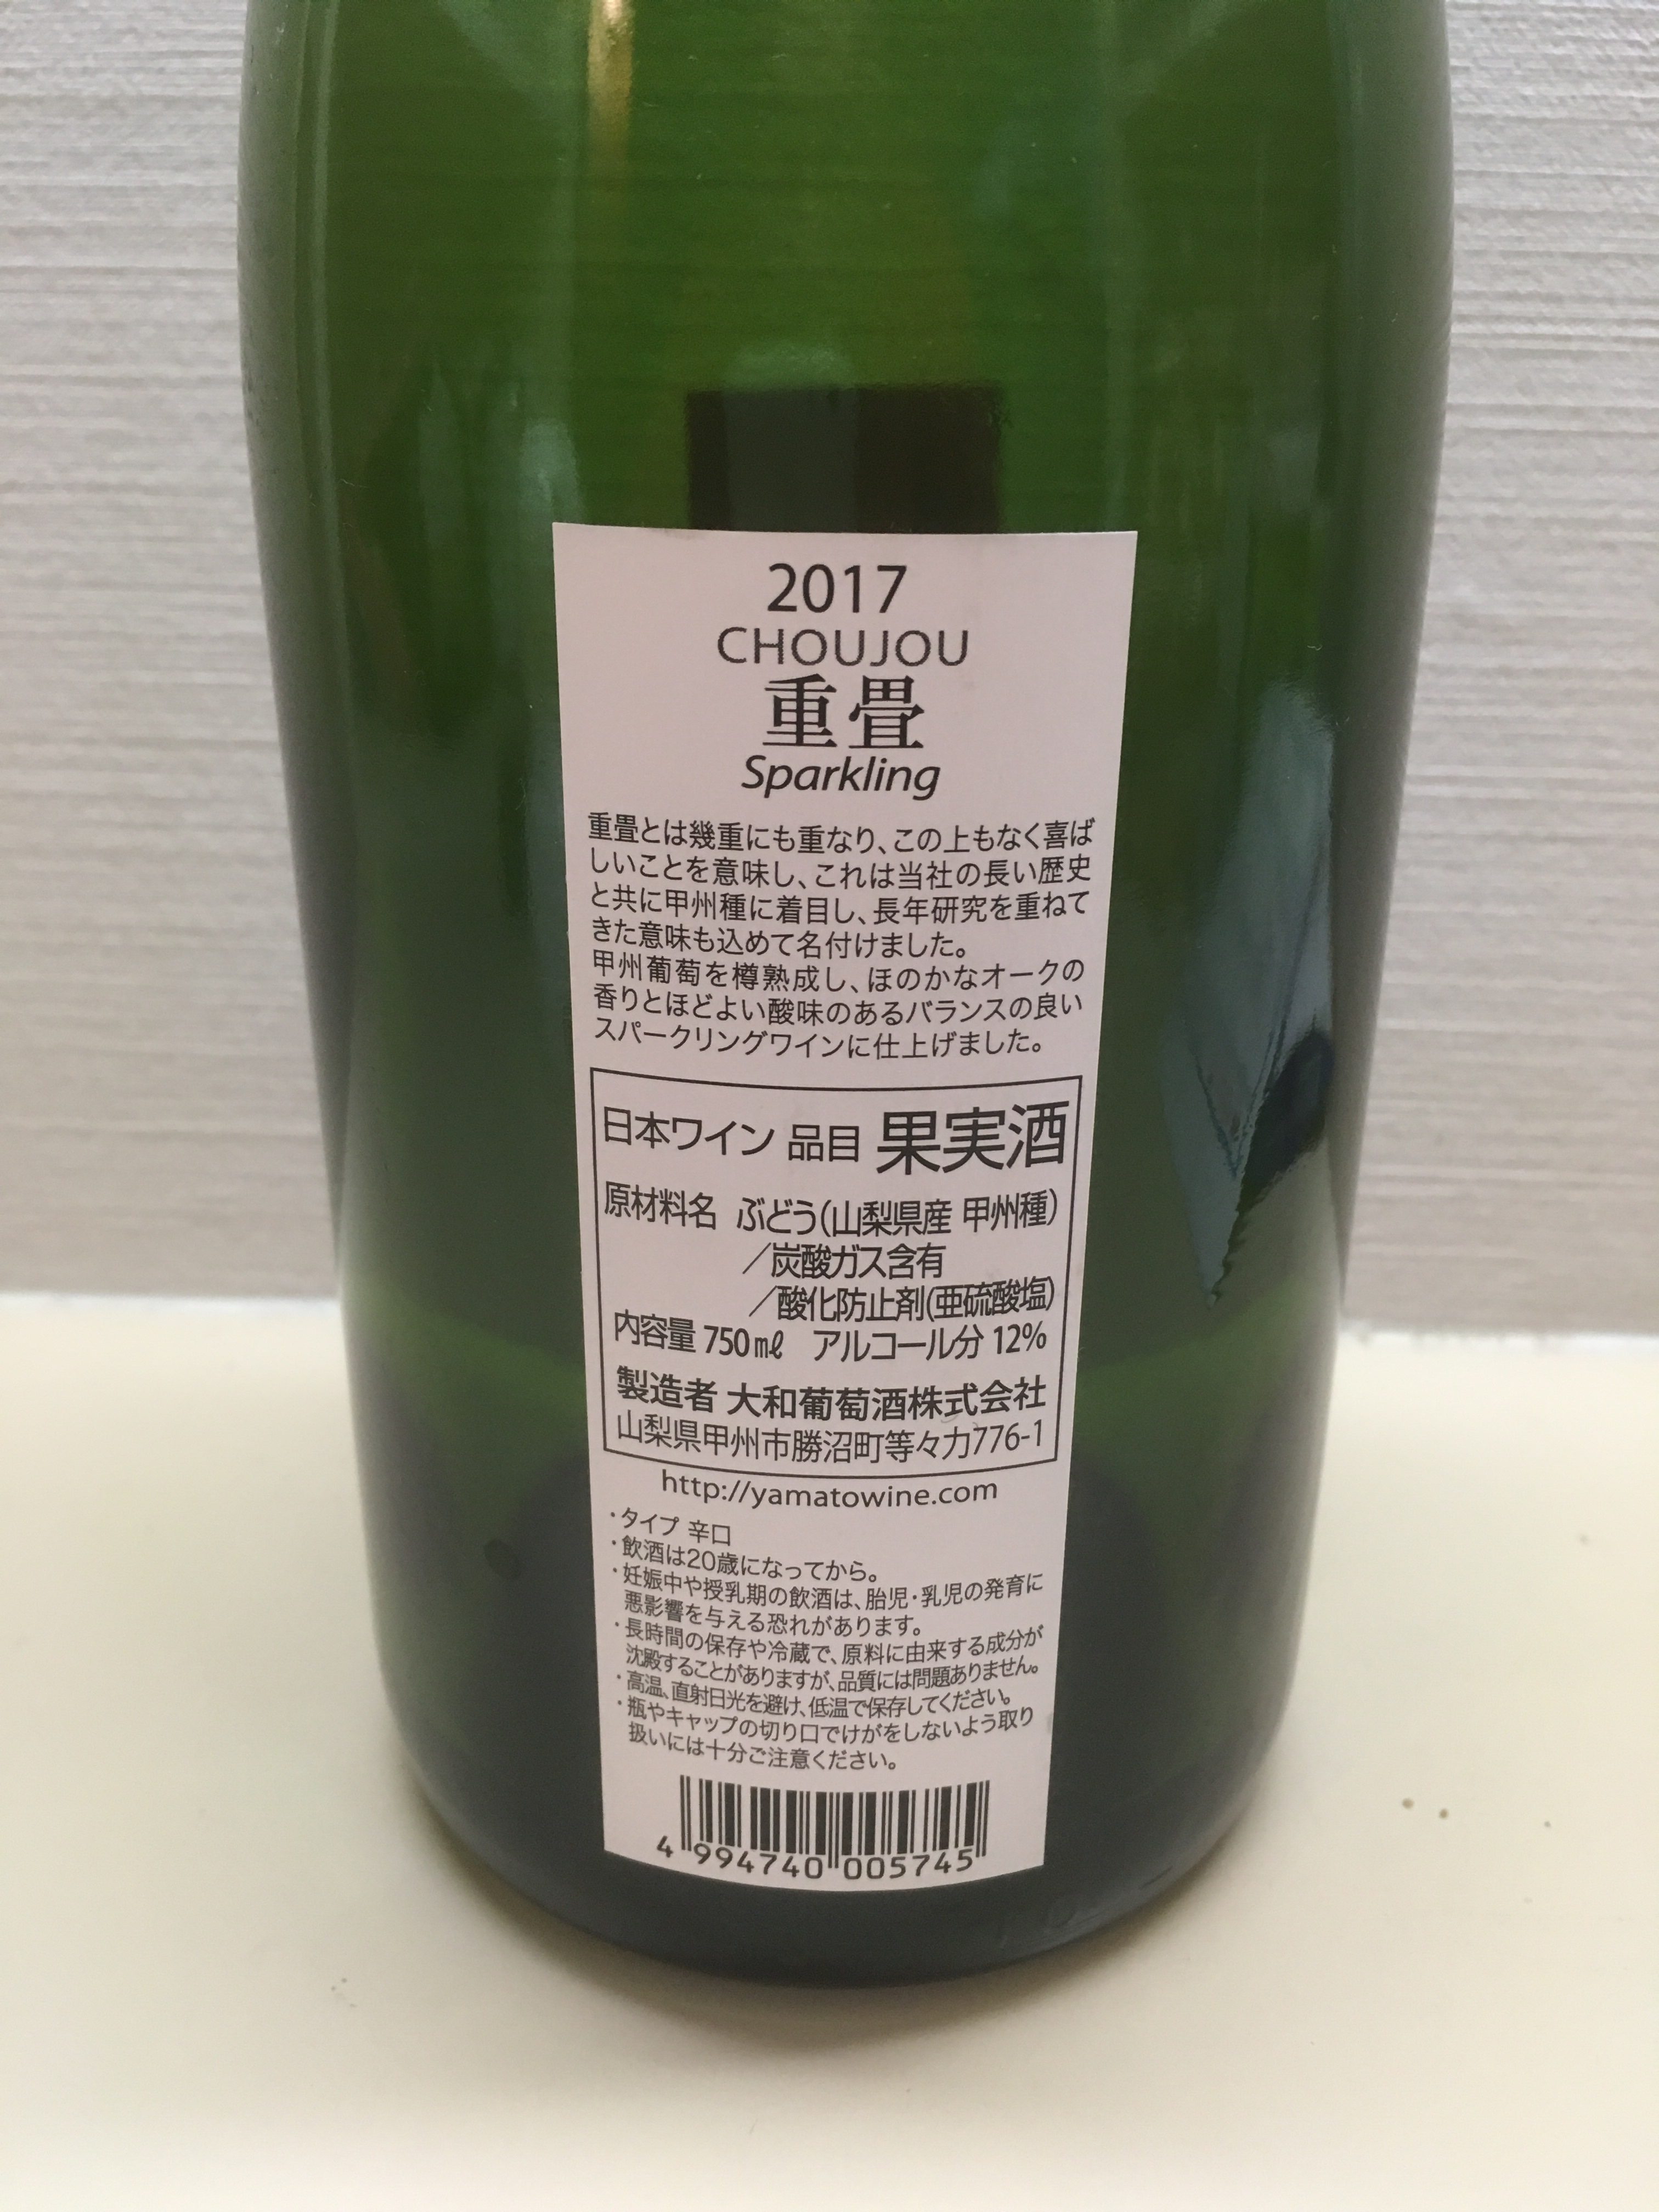 2017
CHOUJOU
重畳
Sparkling
重畳とは幾重にも重なり、この上もなく喜ば
しいことを意味し、これは当社の長い歴史
と共に甲州種に着目し、長年研究を重ねて
きた意味も込めて名付けました。
甲州葡萄を樽熟成し、ほのかなオークの
香りとほどよい酸味のあるバランスの良い
スパークリングワインに仕上げました。
日本ワイン 品目 果実酒
原材料名 ぶどう(山梨県産 甲州種)
/炭酸ガス含有
/酸化防止剤(亜硫酸塩)
内容量 750㎖ アルコール分 12%
製造者 大和葡萄酒株式会社
山梨県甲州市勝沼町等々力776-1
http://yamatowine.com
・タイプ 辛口
・飲酒は20歳になってから。
・妊娠中や授乳期の飲酒は、胎児・乳児の発育に
悪影響を与える恐れがあります。
・長時間の保存や冷蔵で、原料に由来する成分が
沈殿することがありますが、品質には問題ありません。
・高温、直射日光を避け、低温で保存してください。
・瓶やキャップの切り口でけがをしないよう取り
扱いには十分ご注意ください。
4 994740 005745